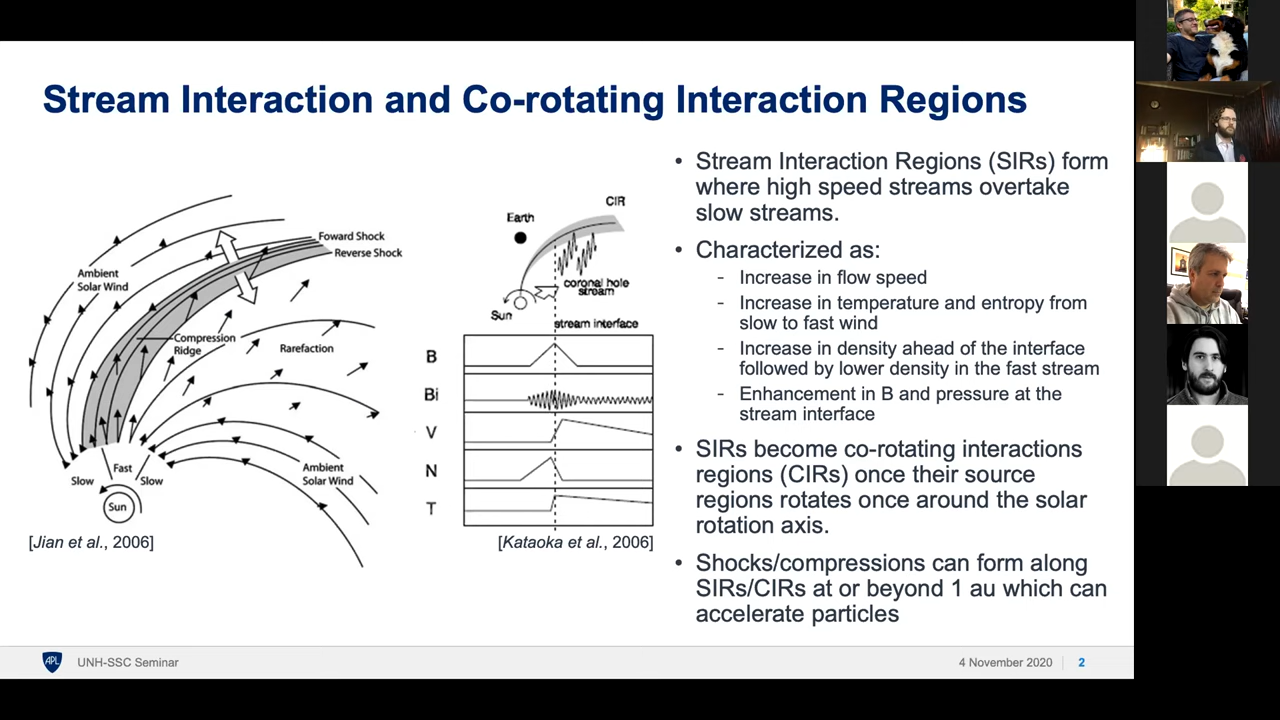 Stream Interaction and Co-rotating Interaction Regions
Foward Shock
Reverse Shock
Ambient
Solar Wind
Compression
Ridge
Rarefaction
Fast
Slow
Slow
Ambient
Solar Wind
Sun
[Jian et al., 2006]
CIR
Earth
coronal hole
stream
Sun
stream interface
B
Bi
V
N
T
[Kataoka et al., 2006]
• Stream Interaction Regions (SIRs) form
where high speed streams overtake
slow streams.
• Characterized as:
- Increase in flow speed
- Increase in temperature and entropy from
slow to fast wind
- Increase in density ahead of the interface
followed by lower density in the fast stream
- Enhancement in B and pressure at the
stream interface
• SIRs become co-rotating interactions
regions (CIRs) once their source
regions rotates once around the solar
rotation axis.
• Shocks/compressions can form along
SIRs/CIRs at or beyond 1 au which can
accelerate particles
APL
UNH-SSC Seminar
4 November 2020
2